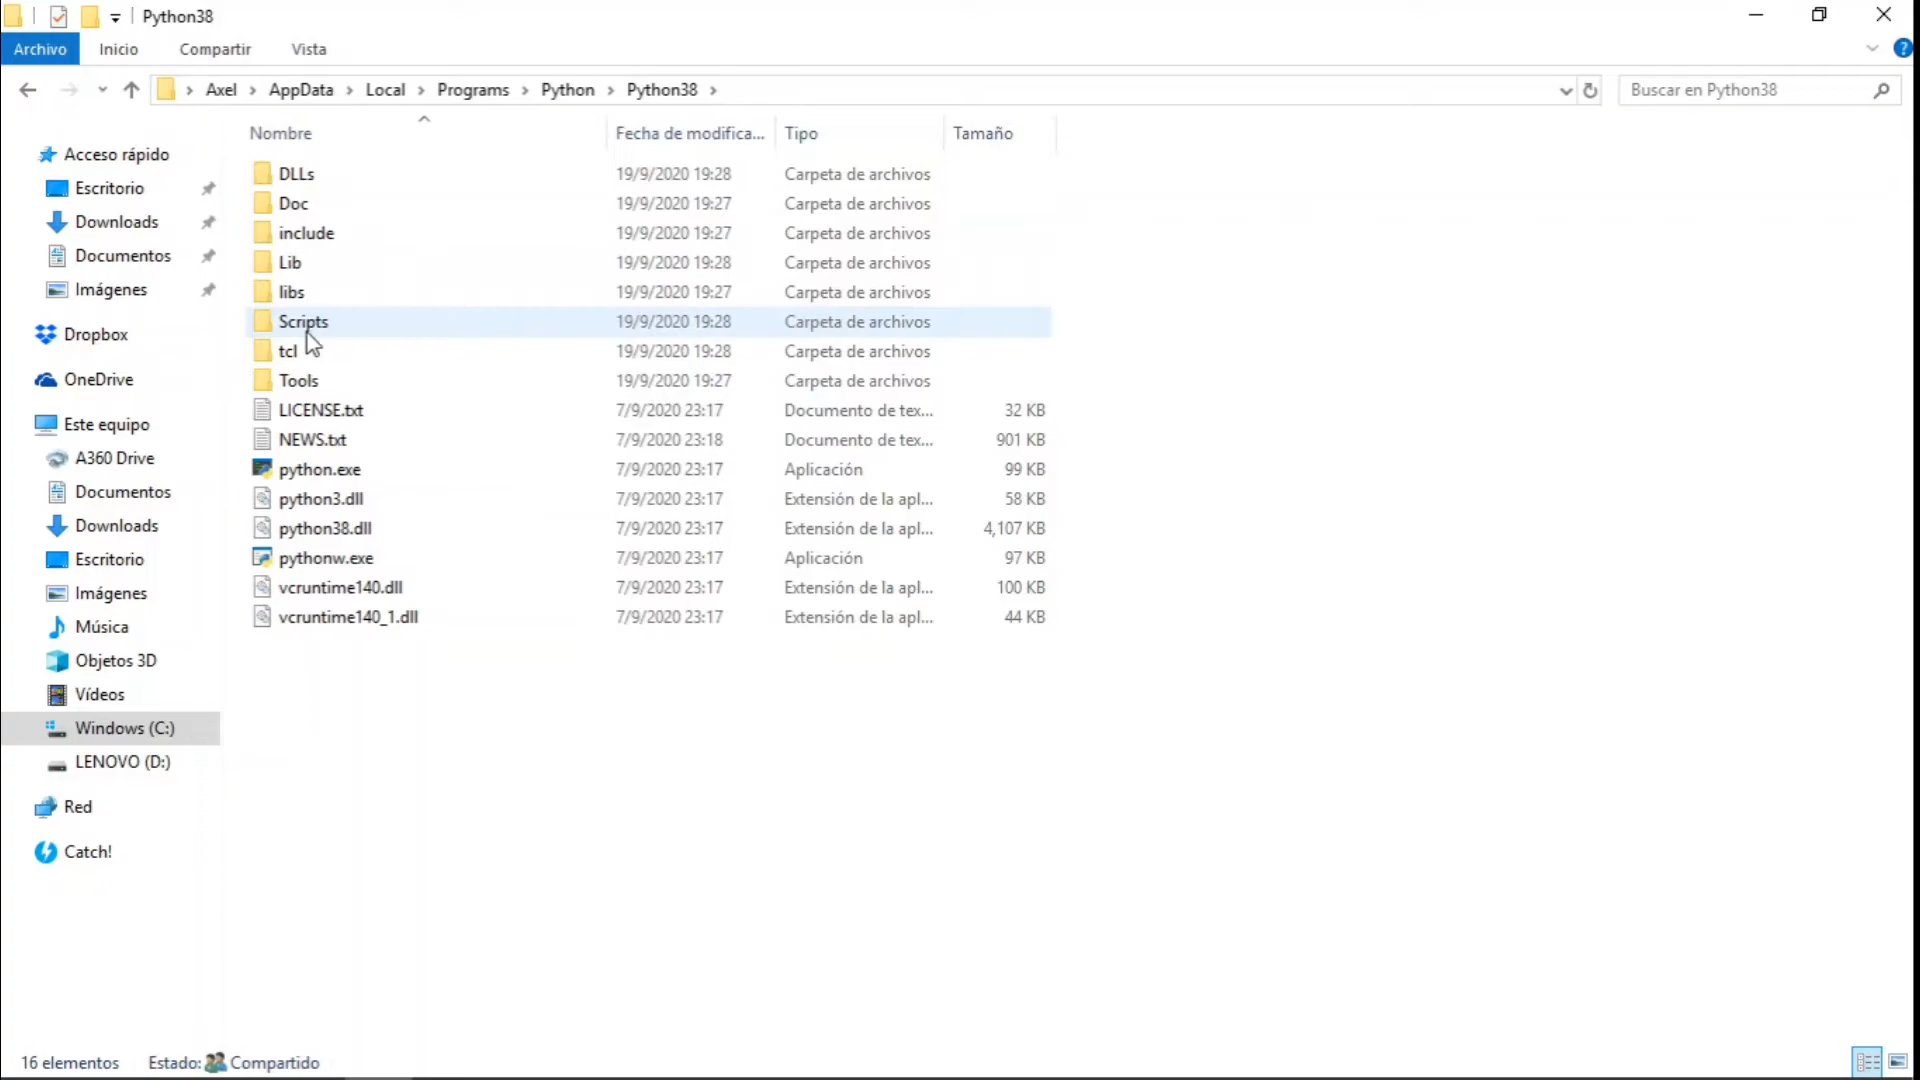 Python38
Archivo Inicio Compartir Vista
Axel > AppData > Local > Programs > Python > Python38 >
Buscar en Python38
Nombre Fecha de modifica... Tipo Tamaño
Acceso rápido
Escritorio
Downloads
Documentos
Imágenes
Dropbox
OneDrive
Este equipo
A360 Drive
Documentos
Downloads
Escritorio
Imágenes
Música
Objetos 3D
Vídeos
Windows (C:)
LENOVO (D:)
Red
Catch!
DLLs 19/9/2020 19:28 Carpeta de archivos
Doc 19/9/2020 19:27 Carpeta de archivos
include 19/9/2020 19:27 Carpeta de archivos
Lib 19/9/2020 19:28 Carpeta de archivos
libs 19/9/2020 19:27 Carpeta de archivos
Scripts 19/9/2020 19:28 Carpeta de archivos
tcl 19/9/2020 19:28 Carpeta de archivos
Tools 19/9/2020 19:27 Carpeta de archivos
LICENSE.txt 7/9/2020 23:17 Documento de tex... 32 KB
NEWS.txt 7/9/2020 23:18 Documento de tex... 901 KB
python.exe 7/9/2020 23:17 Aplicación 99 KB
python3.dll 7/9/2020 23:17 Extensión de la apl... 58 KB
python38.dll 7/9/2020 23:17 Extensión de la apl... 4,107 KB
pythonw.exe 7/9/2020 23:17 Aplicación 97 KB
vcruntime140.dll 7/9/2020 23:17 Extensión de la apl... 100 KB
vcruntime140_1.dll 7/9/2020 23:17 Extensión de la apl... 44 KB
16 elementos Estado: Compartido